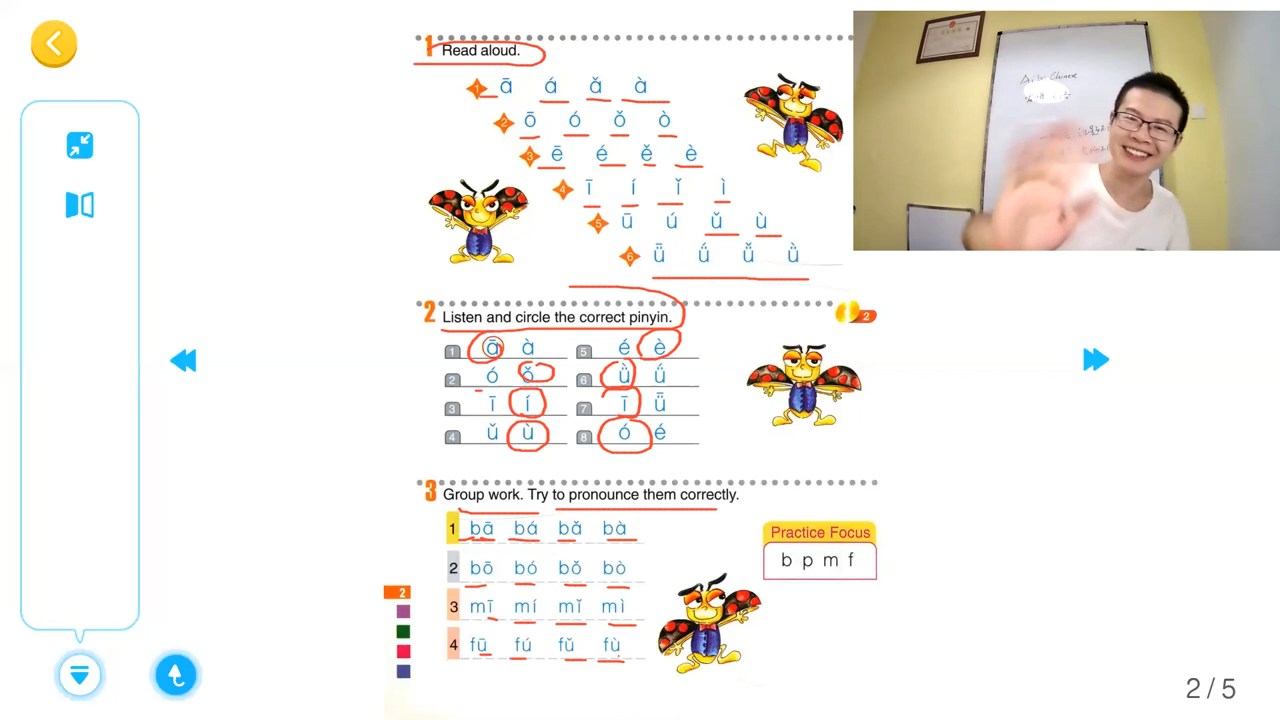 1 Read aloud.
1 ā á ǎ à
2 ō ó ǒ ò
3 ē é ě è
4 ī í ǐ ì
5 ū ú ǔ ù
6 ǖ ǘ ǚ ǜ
2 Listen and circle the correct pinyin.
2
1 ā à 5 é è
2 ó ǒ 6 ǜ ǘ
3 ī í 7 ī ǖ
4 ǔ ù 8 ó é
3 Group work. Try to pronounce them correctly.
1 bā bá bǎ bà
2 bō bó bǒ bò
3 mī mí mǐ mì
4 fū fú fǔ fù
Practice Focus
b p m f
2
2 / 5